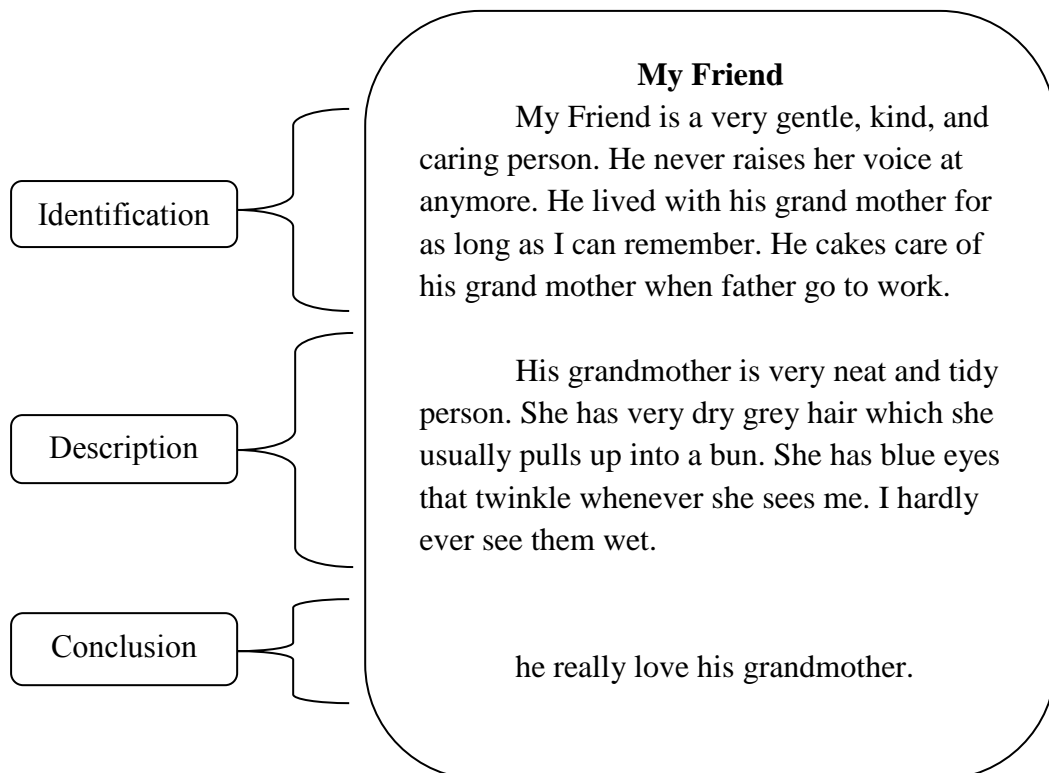 My Friend
My Friend is a very gentle, kind, and
caring person. He never raises her voice at
anymore. He lived with his grand mother for
as long as I can remember. He cakes care of
his grand mother when father go to work.
Identification
His grandmother is very neat and tidy
person. She has very dry grey hair which she
usually pulls up into a bun. She has blue eyes
that twinkle whenever she sees me. I hardly
ever see them wet.
Description
he really love his grandmother.
Conclusion